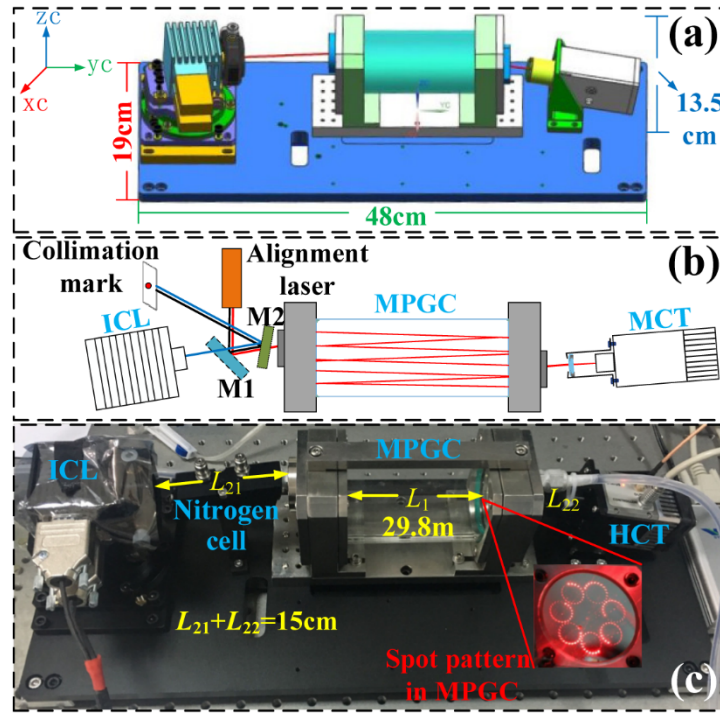 (a)
zc
yc
xc
19cm
48cm
13.5
cm
(b)
Collimation
mark
Alignment
laser
ICL
M2
M1
MPGC
MCT
(c)
ICL
L21
Nitrogen
cell
MPGC
L1
29.8m
L22
HCT
L21+L22=15cm
Spot pattern
in MPGC